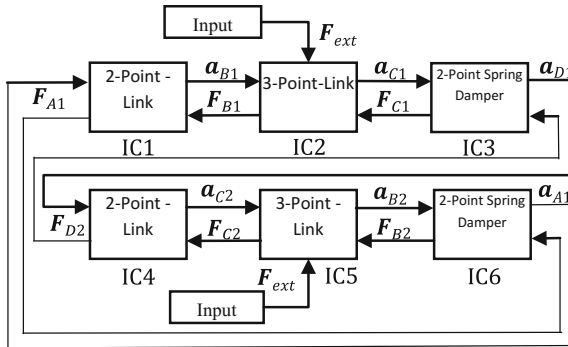 Input
F_ext
F_A1
2-Point -
Link
a_B1
F_B1
3-Point-Link
a_C1
F_C1
2-Point Spring
Damper
a_D1
IC1
IC2
IC3
F_D2
2-Point -
Link
a_C2
F_C2
3-Point -
Link
a_B2
F_B2
2-Point Spring
Damper
a_A1
IC4
IC5
IC6
F_ext
Input